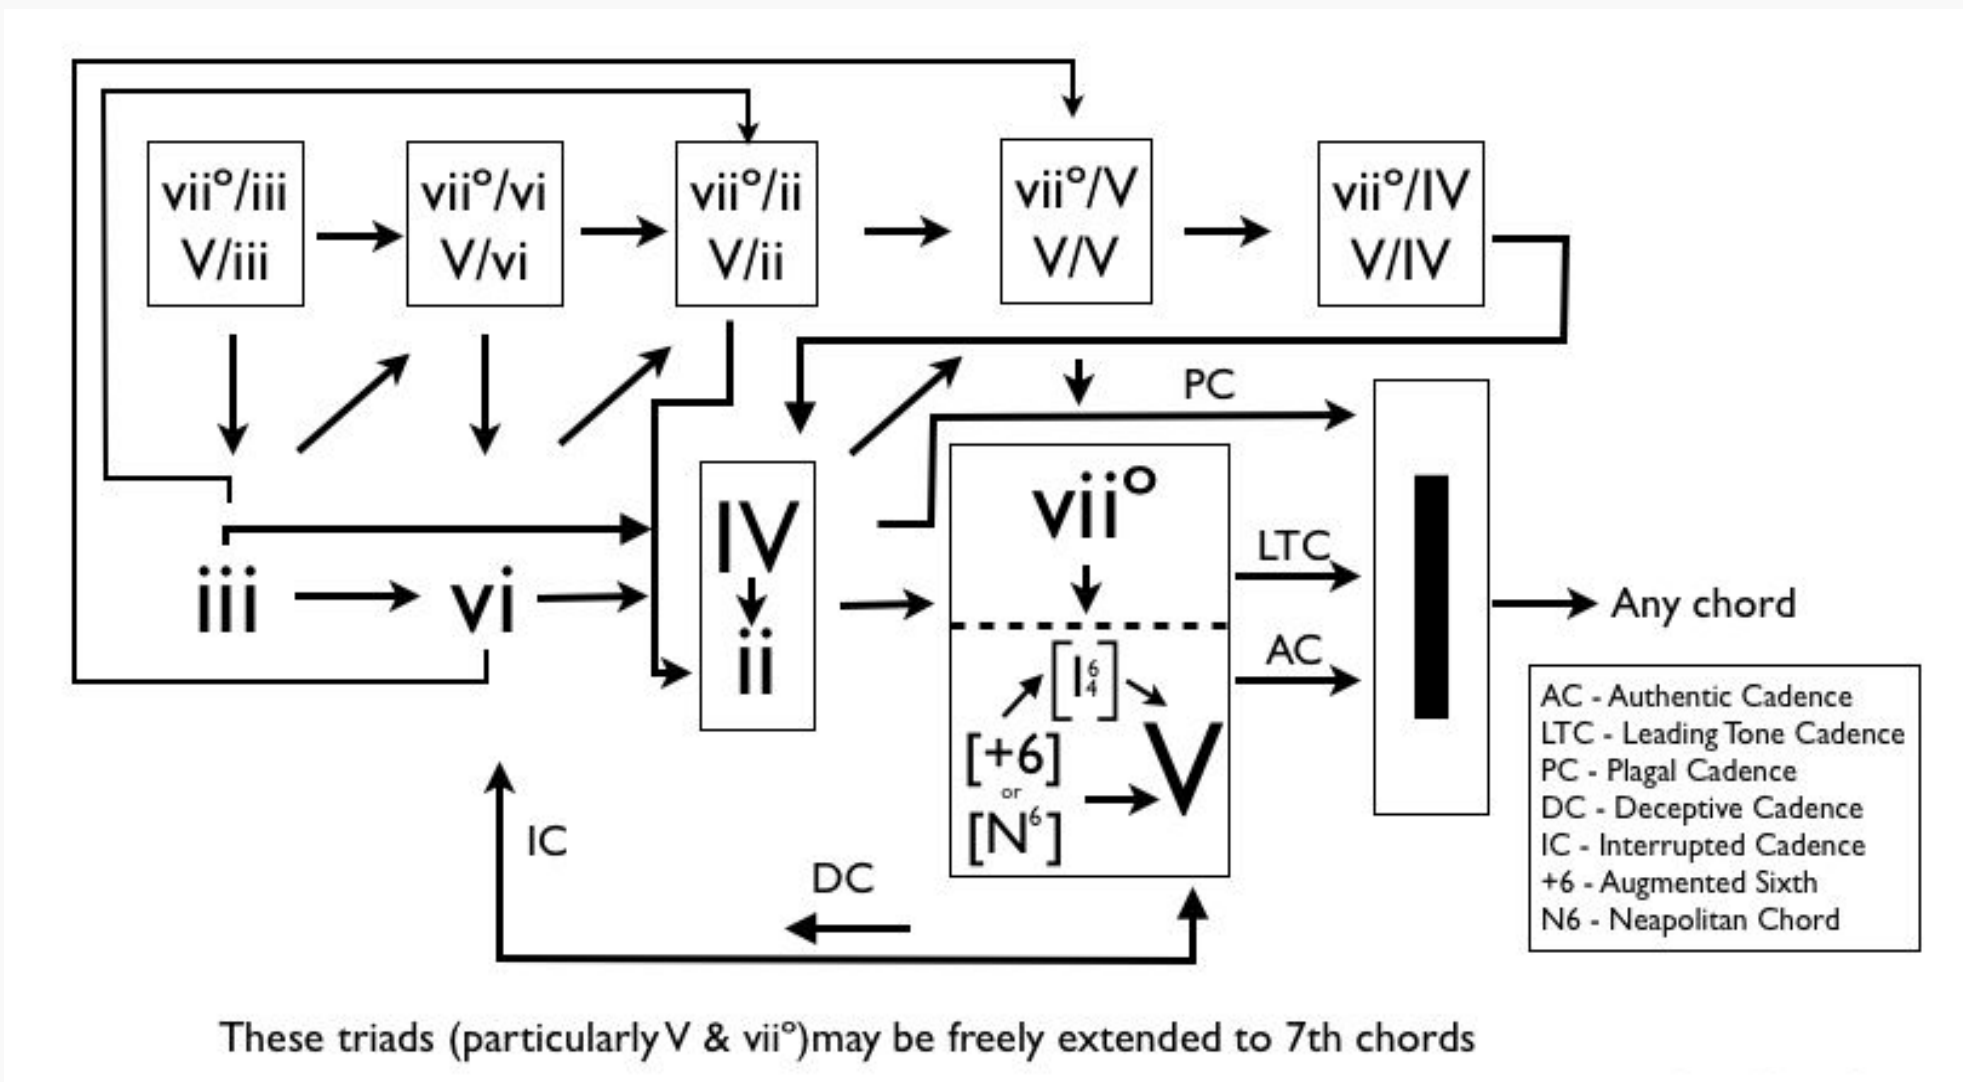 vii°/iii
V/iii
vii°/vi
V/vi
vii°/ii
V/ii
vii°/V
V/V
vii°/IV
V/IV
PC
iii
vi
IV
ii
vii°
[I6/4]
[+6]
or
[N6]
V
LTC
AC
I
Any chord
IC
DC
AC - Authentic Cadence
LTC - Leading Tone Cadence
PC - Plagal Cadence
DC - Deceptive Cadence
IC - Interrupted Cadence
+6 - Augmented Sixth
N6 - Neapolitan Chord
These triads (particularly V & vii°)may be freely extended to 7th chords